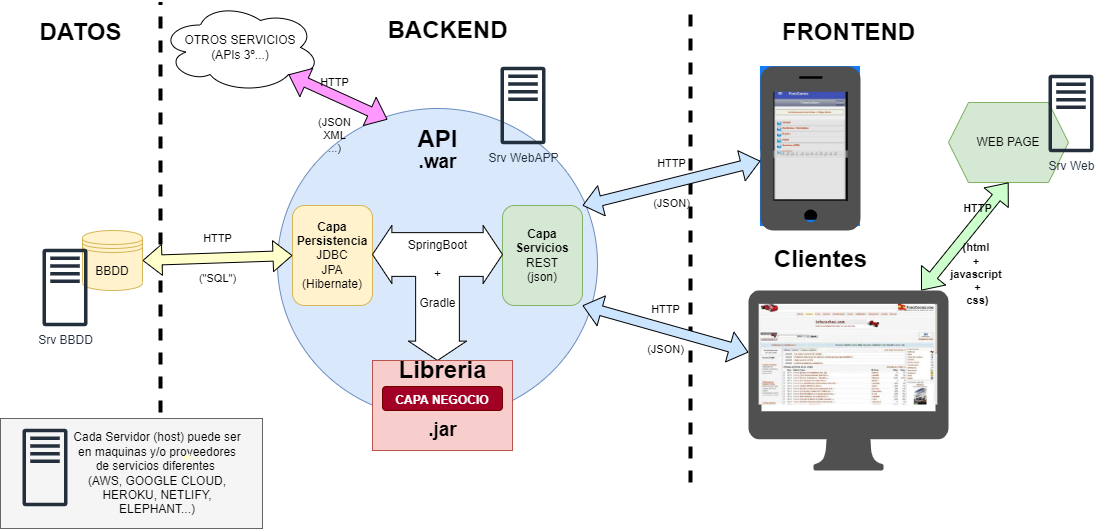 DATOS
BACKEND
FRONTEND
OTROS SERVICIOS
(APIs 3º...)
HTTP
(JSON
XML
...)
API
.war
Srv WebAPP
HTTP
(JSON)
WEB PAGE
Srv Web
HTTP
(html
+
javascript
+
css)
BBDD
Srv BBDD
HTTP
("SQL")
Capa
Persistencia
JDBC
JPA
(Hibernate)
SpringBoot
+
Gradle
Capa
Servicios
REST
(json)
Clientes
HTTP
(JSON)
Libreria
CAPA NEGOCIO
.jar
Cada Servidor (host) puede ser
en maquinas y/o proveedores
de servicios diferentes
(AWS, GOOGLE CLOUD,
HEROKU, NETLIFY,
ELEPHANT...)